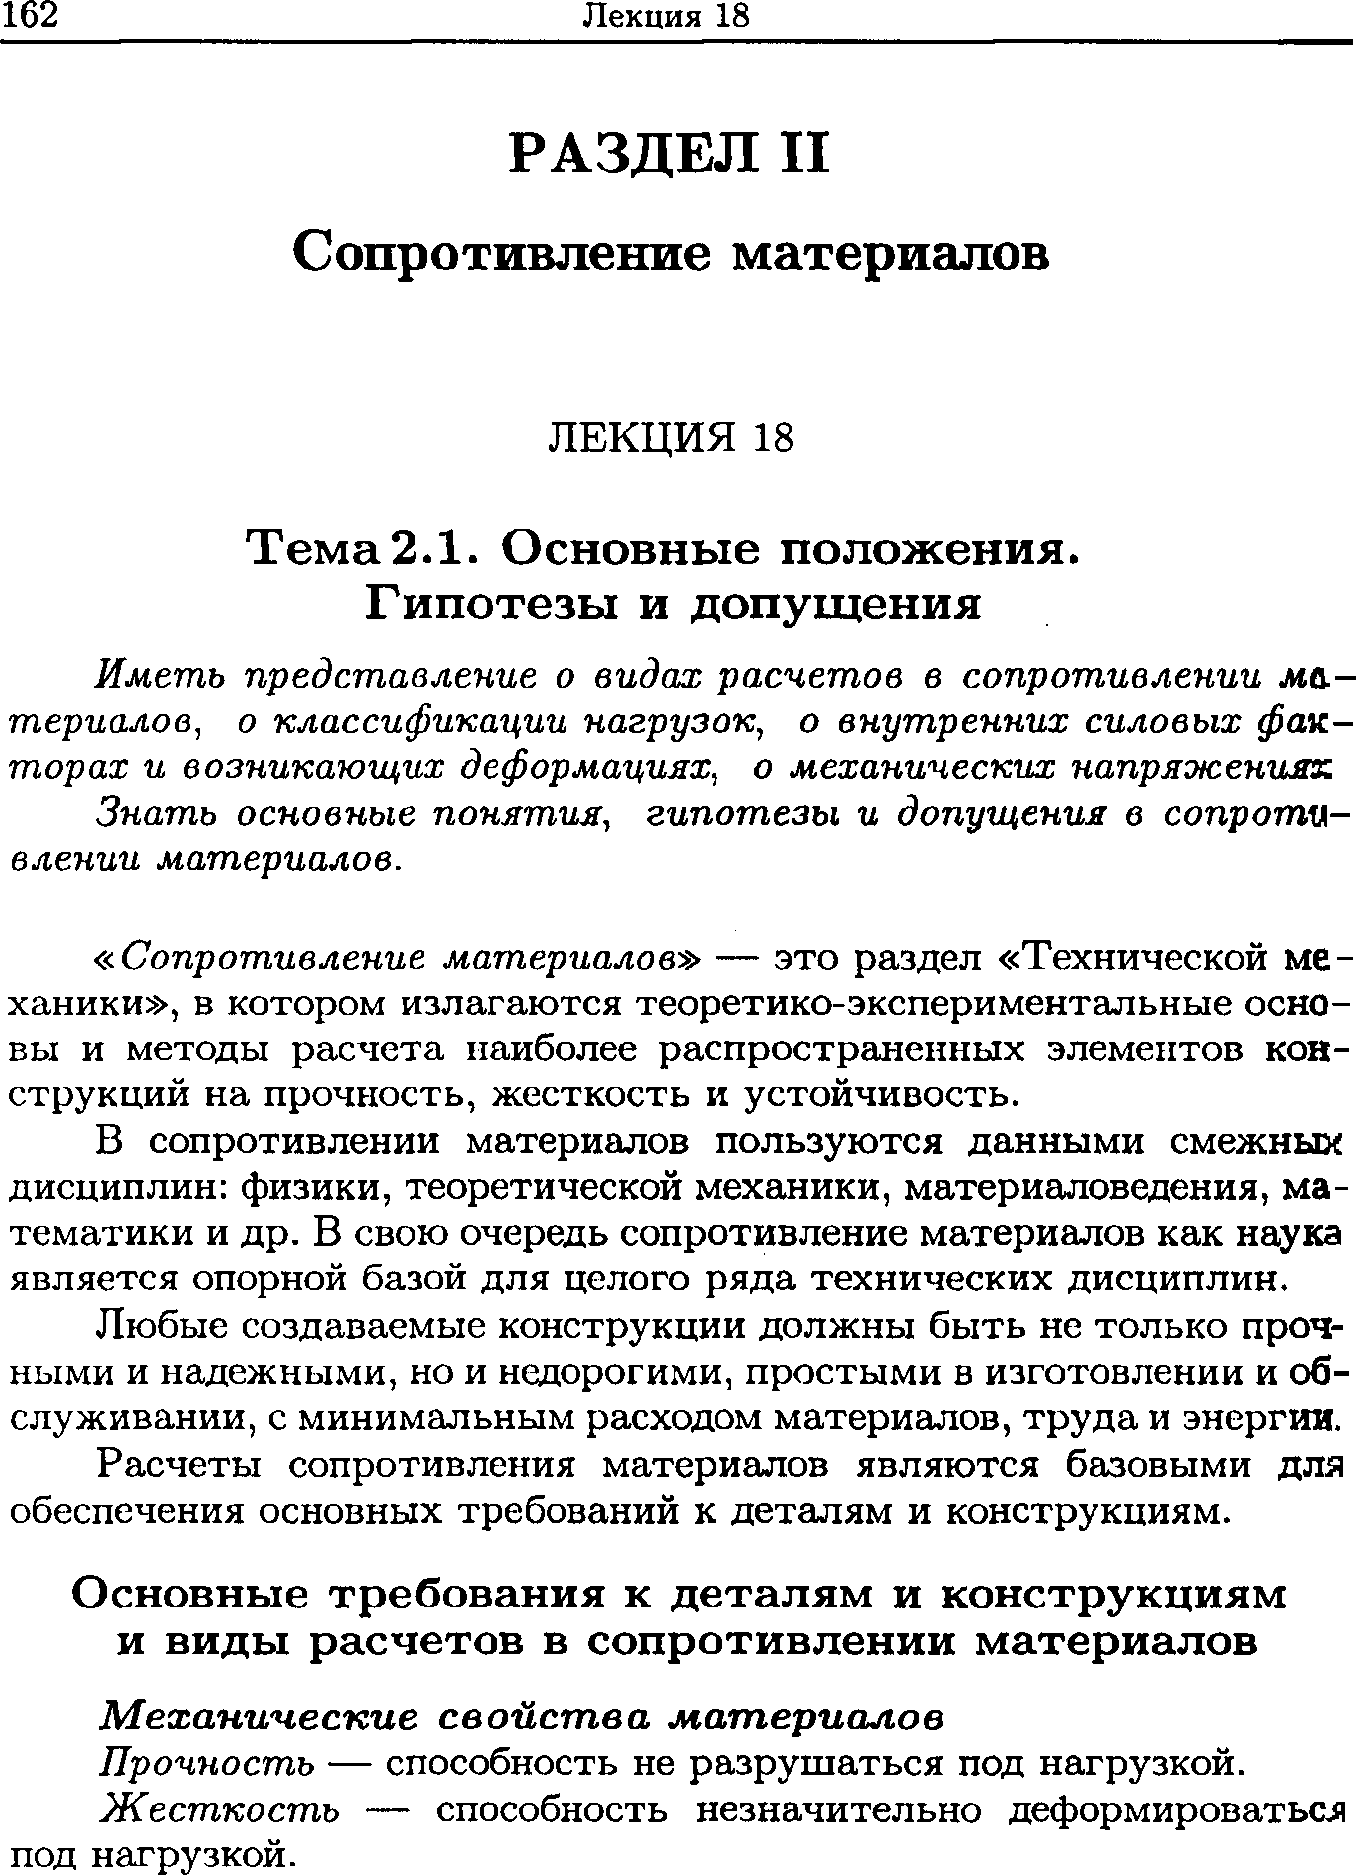 162
Лекция 18
РАЗДЕЛ II
Сопротивление материалов
ЛЕКЦИЯ 18
Тема 2.1. Основные положения.
Гипотезы и допущения
Иметь представление о видах расчетов в сопротивлении ма-
териалов, о классификации нагрузок, о внутренних силовых фак-
торах и возникающих деформациях, о механических напряжениях
Знать основные понятия, гипотезы и допущения в сопроти-
влении материалов.
«Сопротивление материалов» — это раздел «Технической ме-
ханики», в котором излагаются теоретико-экспериментальные осно-
вы и методы расчета наиболее распространенных элементов кон-
струкций на прочность, жесткость и устойчивость.
В сопротивлении материалов пользуются данными смежных
дисциплин: физики, теоретической механики, материаловедения, ма-
тематики и др. В свою очередь сопротивление материалов как наука
является опорной базой для целого ряда технических дисциплин.
Любые создаваемые конструкции должны быть не только проч-
ными и надежными, но и недорогими, простыми в изготовлении и об-
служивании, с минимальным расходом материалов, труда и энергии.
Расчеты сопротивления материалов являются базовыми для
обеспечения основных требований к деталям и конструкциям.
Основные требования к деталям и конструкциям
и виды расчетов в сопротивлении материалов
Механические свойства материалов
Прочность — способность не разрушаться под нагрузкой.
Жесткость — способность незначительно деформироваться
под нагрузкой.